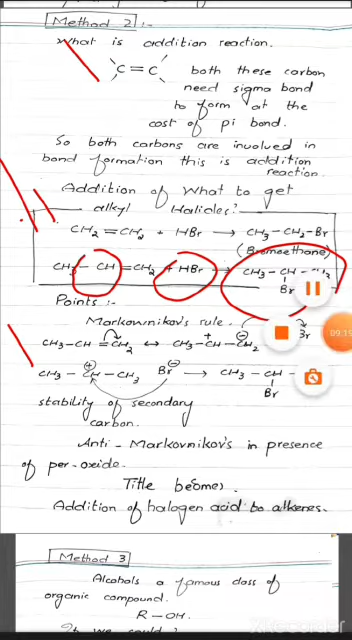 Method 2 :-
What is addition reaction.
C = C
both these carbon
need sigma bond
to form at the
cost of pi bond.
So both carbons are involved in
bond formation this is addition
reaction.
Addition of What to get
alkyl Halides?
CH2 = CH2 + HBr → CH3 - CH2 - Br
(Bromoethane)
CH3 - CH = CH2 + HBr → CH3 - CH -
Br
Points :-
Markownikov's rule.
CH3 - CH = CH2 ↔ CH3 - CH - CH2
+ ⊖
CH3 - CH - CH3 Br → CH3 - CH
⊕ ⊖
Br
stability of secondary
carbon.
Anti - Markovnikov's in presence
of per-oxide.
Title becomes
Addition of halogen acid to alkenes.
09:15
Method 3
Alcohols a famous class of
organic compound.
R - OH.